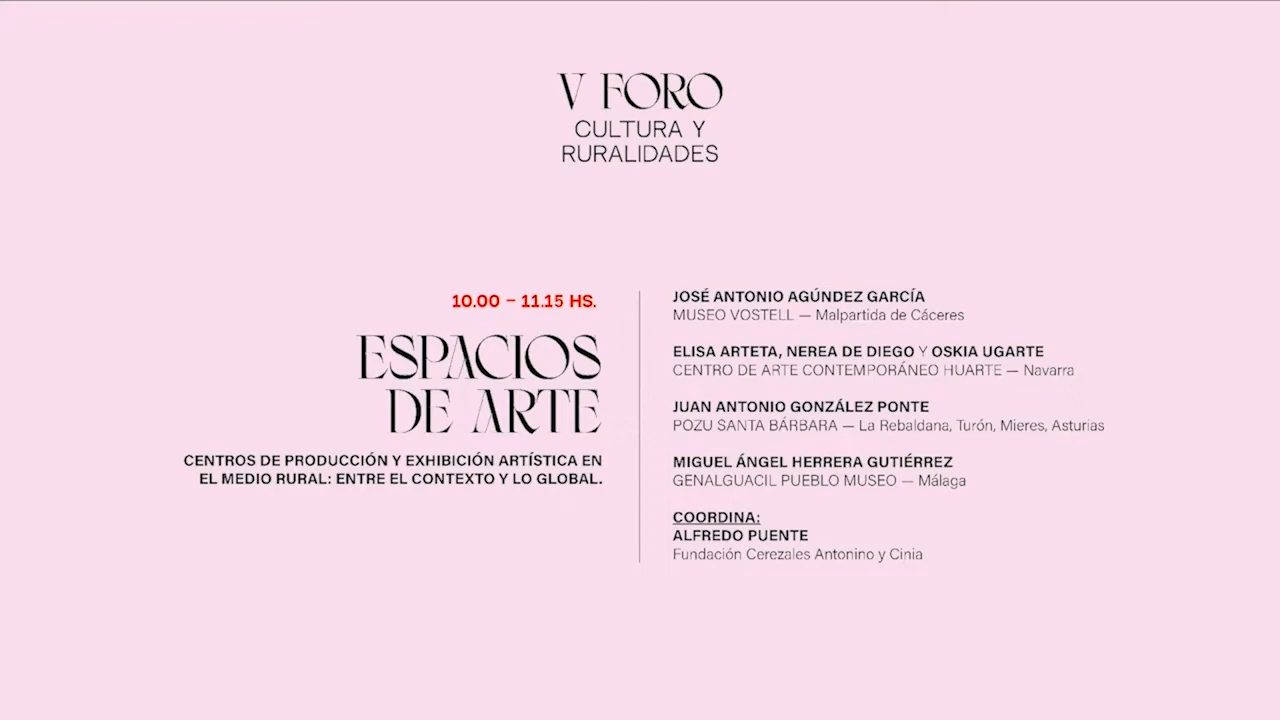 V FORO
CULTURA Y
RURALIDADES
10.00 – 11.15 HS.
ESPACIOS
DE ARTE
CENTROS DE PRODUCCIÓN Y EXHIBICIÓN ARTÍSTICA EN
EL MEDIO RURAL: ENTRE EL CONTEXTO Y LO GLOBAL.
JOSÉ ANTONIO AGÚNDEZ GARCÍA
MUSEO VOSTELL — Malpartida de Cáceres
ELISA ARTETA, NEREA DE DIEGO Y OSKIA UGARTE
CENTRO DE ARTE CONTEMPORÁNEO HUARTE — Navarra
JUAN ANTONIO GONZÁLEZ PONTE
POZU SANTA BÁRBARA — La Rebaldana, Turón, Mieres, Asturias
MIGUEL ÁNGEL HERRERA GUTIÉRREZ
GENALGUACIL PUEBLO MUSEO — Málaga
COORDINA:
ALFREDO PUENTE
Fundación Cerezales Antonino y Cinia